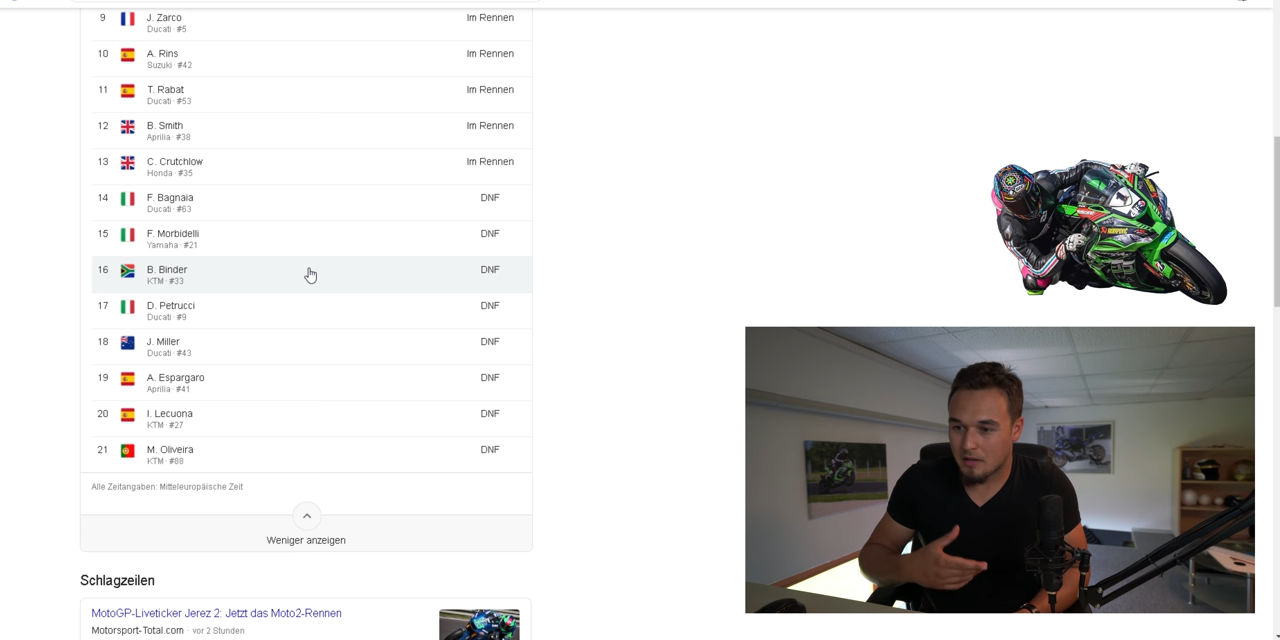 9 J. Zarco Im Rennen
Ducati · #5
10 A. Rins Im Rennen
Suzuki · #42
11 T. Rabat Im Rennen
Ducati · #53
12 B. Smith Im Rennen
Aprilia · #38
13 C. Crutchlow Im Rennen
Honda · #35
14 F. Bagnaia DNF
Ducati · #63
15 F. Morbidelli DNF
Yamaha · #21
16 B. Binder DNF
KTM · #33
17 D. Petrucci DNF
Ducati · #9
18 J. Miller DNF
Ducati · #43
19 A. Espargaro DNF
Aprilia · #41
20 I. Lecuona DNF
KTM · #27
21 M. Oliveira DNF
KTM · #88
Alle Zeitangaben: Mitteleuropäische Zeit
Weniger anzeigen
Schlagzeilen
MotoGP-Liveticker Jerez 2: Jetzt das Moto2-Rennen
Motorsport-Total.com · vor 2 Stunden
1